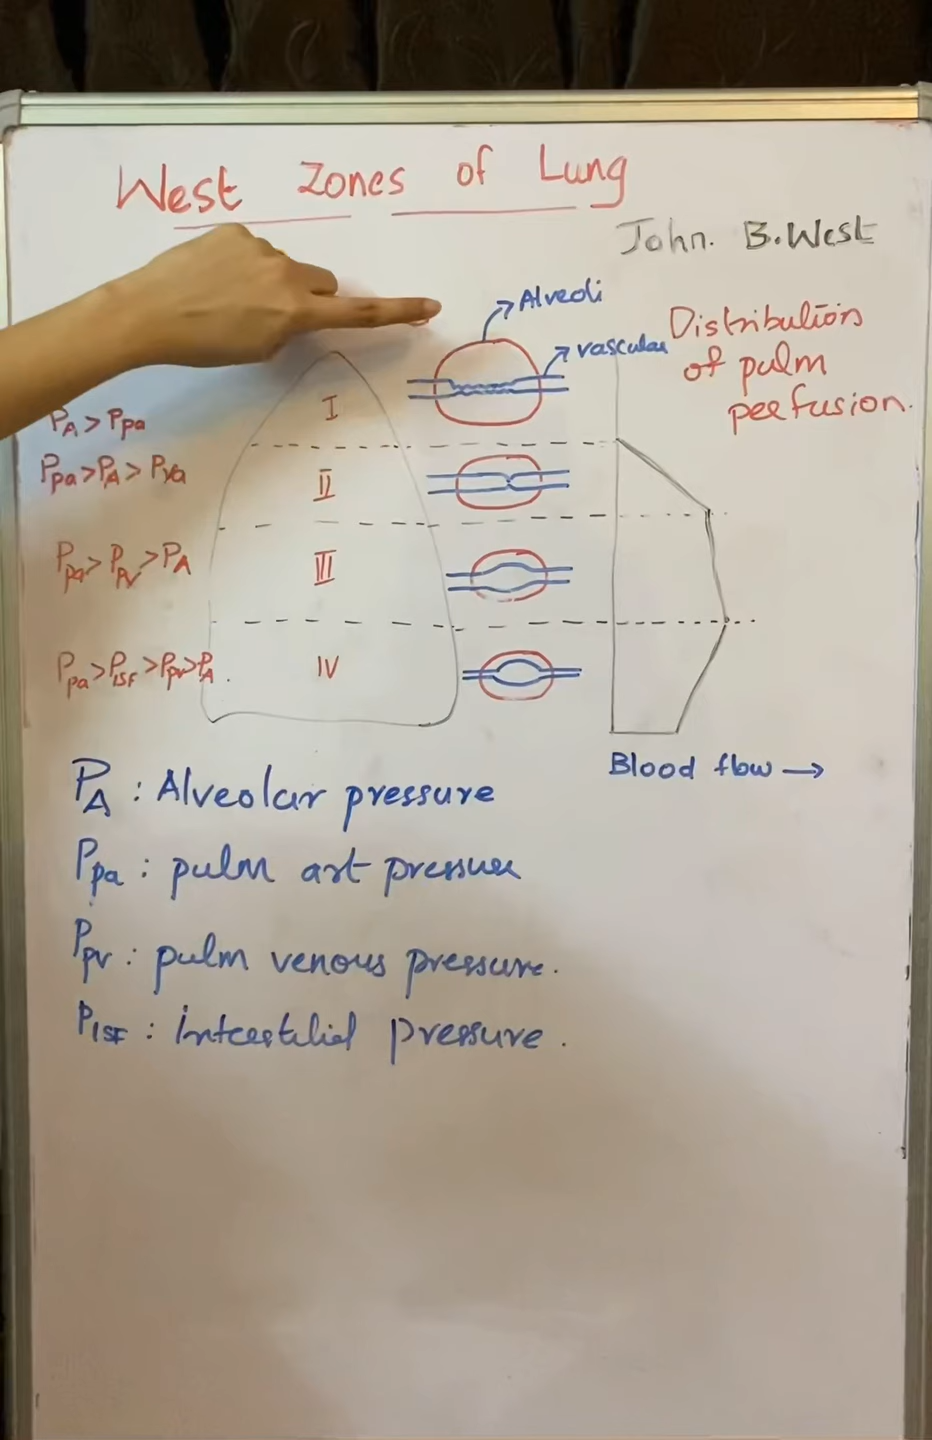 West Zones of Lung
John. B. West
Alveoli
vascular
Distribution
of pulm
perfusion.
I
PA > Ppa
II
Ppa > PA > Pva
III
Ppa > Ppv > PA
IV
Ppa > PISF > Ppv > PA .
Blood flow →
PA : Alveolar pressure
Ppa : pulm art pressure
Ppv : pulm venous pressure.
PISF : interstitial pressure .